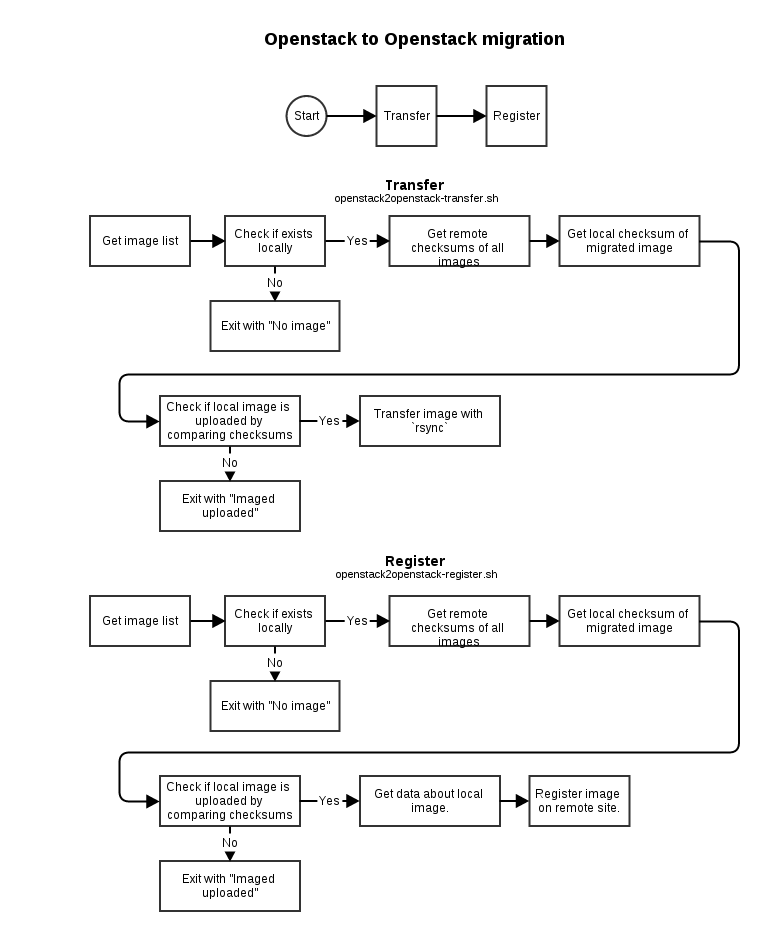 Openstack to Openstack migration
Start
Transfer
Register
Transfer
openstack2openstack-transfer.sh
Get image list
Check if exists
locally
Yes
Get remote
checksums of all
images
Get local checksum of
migrated image
No
Exit with "No image"
Check if local image is
uploaded by
comparing checksums
Yes
Transfer image with
`rsync`
No
Exit with "Imaged
uploaded"
Register
openstack2openstack-register.sh
Get image list
Check if exists
locally
Yes
Get remote
checksums of all
images
Get local checksum of
migrated image
No
Exit with "No image"
Check if local image is
uploaded by
comparing checksums
Yes
Get data about local
image.
Register image
on remote site.
No
Exit with "Imaged
uploaded"